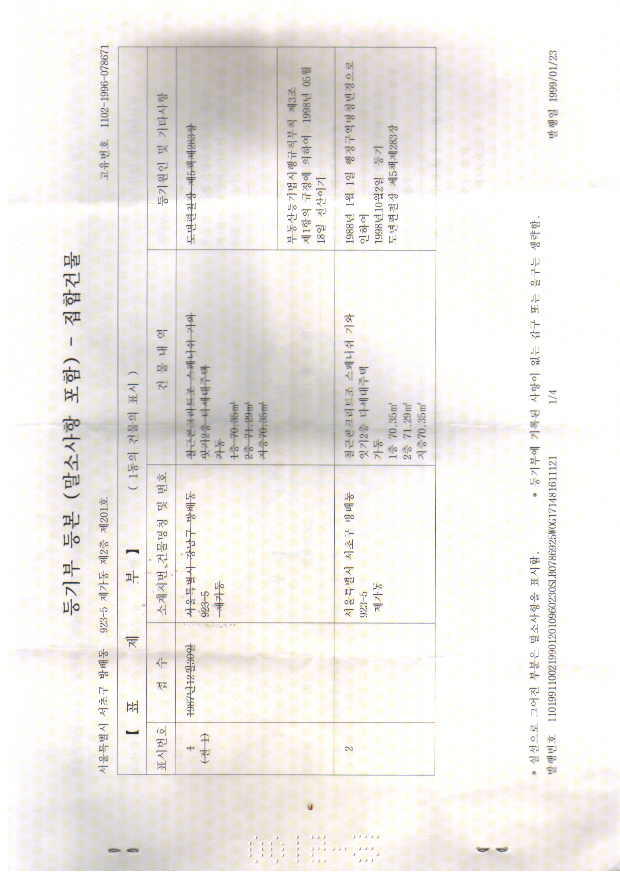 등기부 등본 (말소사항 포함) - 집합건물
서울특별시 서초구 방배동 923-5 제가동 제2층 제201호
고유번호 1102-1996-078671
【 표 제 부 】 ( 1동의 건물의 표시 )
표시번호 접 수 소재지번,건물명칭 및 번호 건 물 내 역 등기원인 및 기타사항
1
(전 1)
1987년12월30일
서울특별시 강남구 방배동
923-5
제가동
철근콘크리트조 스페니쉬 기와
잇기2층 다세대주택
가동
1층 70.35㎡
2층 71.29㎡
지층70.35㎡
도면편철장 제5책제283장
부동산등기법시행규칙부칙 제3조
제1항의 규정에 의하여 1998년 05월
18일 전산이기
2
서울특별시 서초구 방배동
923-5
제가동
철근콘크리트조 스페니쉬 기와
잇기2층 다세대주택
가동
1층 70.35㎡
2층 71.29㎡
지층70.35㎡
1988년 1월 1일 행정구역명칭변경으로
인하여
1998년10월2일 등기
도면편철장 제5책제283장
* 실선으로 그어진 부분은 말소사항을 표시함. * 등기부에 기록된 사항이 없는 갑구 또는 을구는 생략함.
발행번호 11019911002199012010960230SLB0786925WOG171481611121 1/4 발행일 1999/01/23